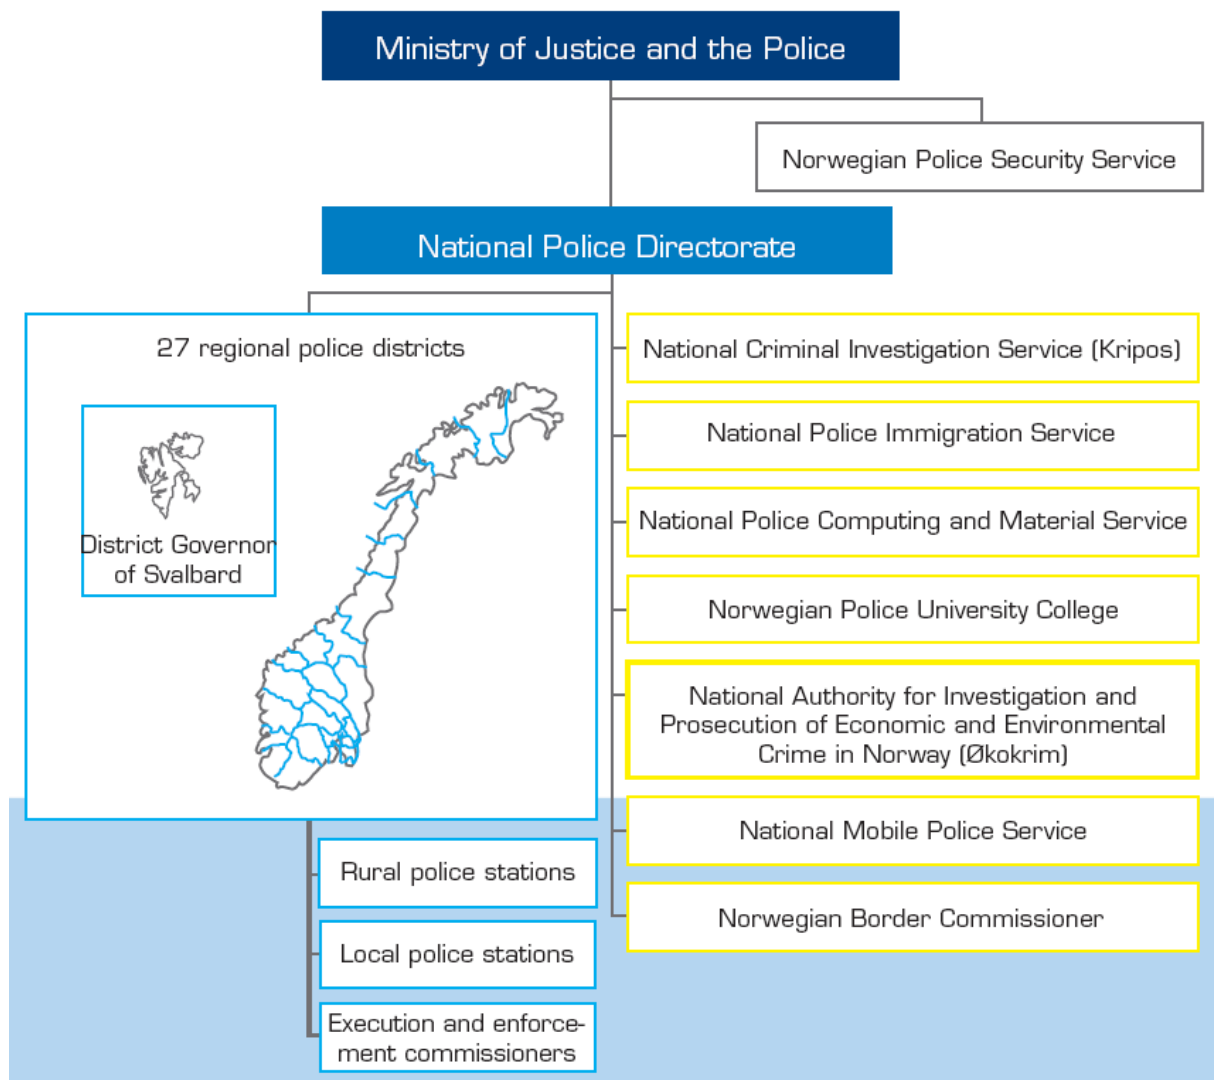 Ministry of Justice and the Police
Norwegian Police Security Service
National Police Directorate
27 regional police districts
District Governor
of Svalbard
National Criminal Investigation Service (Kripos)
National Police Immigration Service
National Police Computing and Material Service
Norwegian Police University College
National Authority for Investigation and
Prosecution of Economic and Environmental
Crime in Norway (Økokrim)
National Mobile Police Service
Norwegian Border Commissioner
Rural police stations
Local police stations
Execution and enforce-
ment commissioners